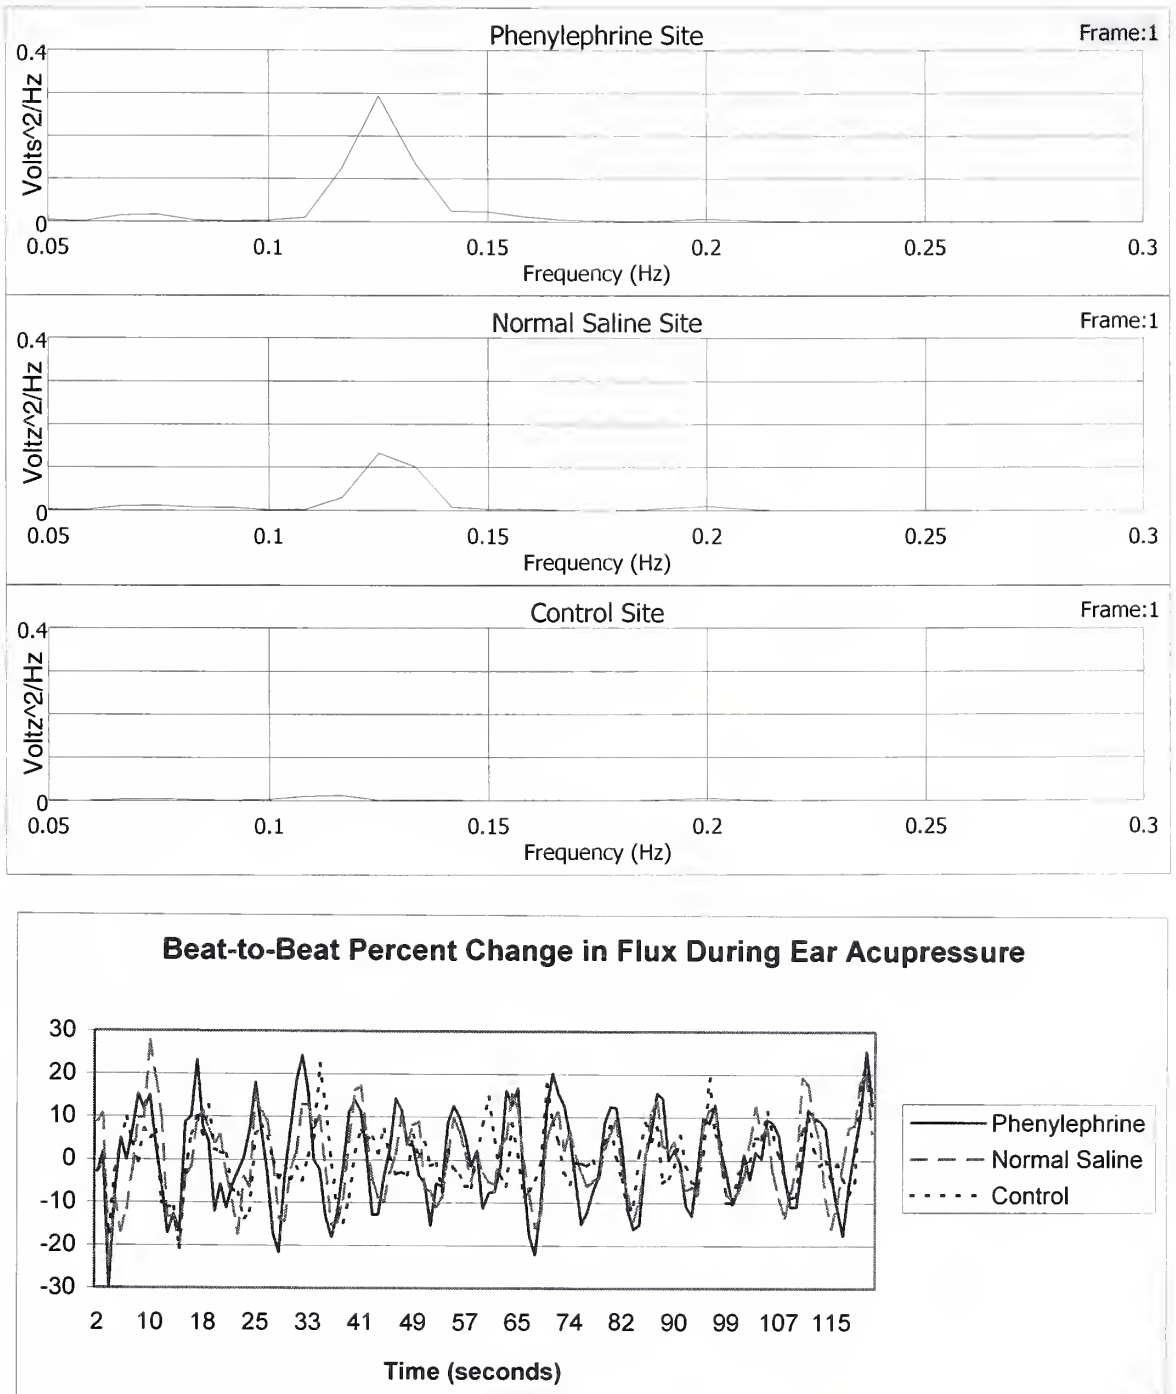 Phenylephrine Site Frame:1
0.4
Volts^2/Hz
0
0.05 0.1 0.15 0.2 0.25 0.3
Frequency (Hz)
Normal Saline Site Frame:1
0.4
Voltz^2/Hz
0
0.05 0.1 0.15 0.2 0.25 0.3
Frequency (Hz)
Control Site Frame:1
0.4
Voltz^2/Hz
0
0.05 0.1 0.15 0.2 0.25 0.3
Frequency (Hz)
Beat-to-Beat Percent Change in Flux During Ear Acupressure
30
20
10
0
-10
-20
-30
2 10 18 25 33 41 49 57 65 74 82 90 99 107 115
Time (seconds)
Phenylephrine
Normal Saline
Control